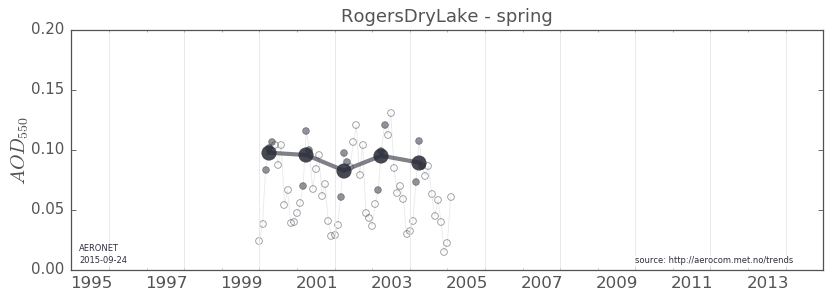 RogersDryLake - spring
0.20
0.15
0.10
0.05
0.00
AOD550
AERONET
2015-09-24
source: http://aerocom.met.no/trends
1995 1997 1999 2001 2003 2005 2007 2009 2011 2013